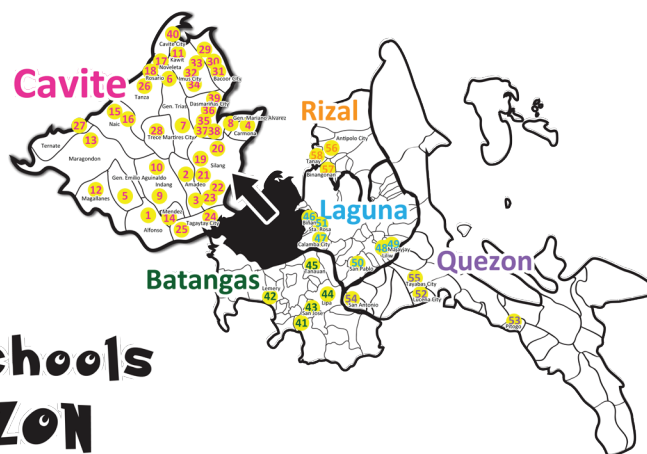 40
Cavite City
11
Kawit
29
17
Noveleta
33
30
18
Rosario
6
32
Imus City
31
Bacoor City
34
26
Tanza
Cavite
Gen. Trias
39
Dasmariñas City
36
15
16
Naic
35
8
Gen. Mariano Alvarez
4
Carmona
27
28
7
37
38
Trece Martires City
13
Ternate
Maragondon
20
19
Silang
10
Gen. Emilio Aguinaldo
2
21
Indang
Amadeo
22
12
Magallanes
5
9
3
23
1
Mendez
14
24
Tagaytay City
Alfonso
25
Rizal
Antipolo City
56
58
Tanay
57
Binangonan
Laguna
46
51
Sta. Rosa
47
Calamba City
49
48
Liliw
50
San Pablo
Quezon
55
Tayabas City
52
Lucena City
53
Pitogo
Batangas
45
Tanauan
Lemery
42
44
Lipa
43
San Jose
41
54
San Antonio
chools
ZON